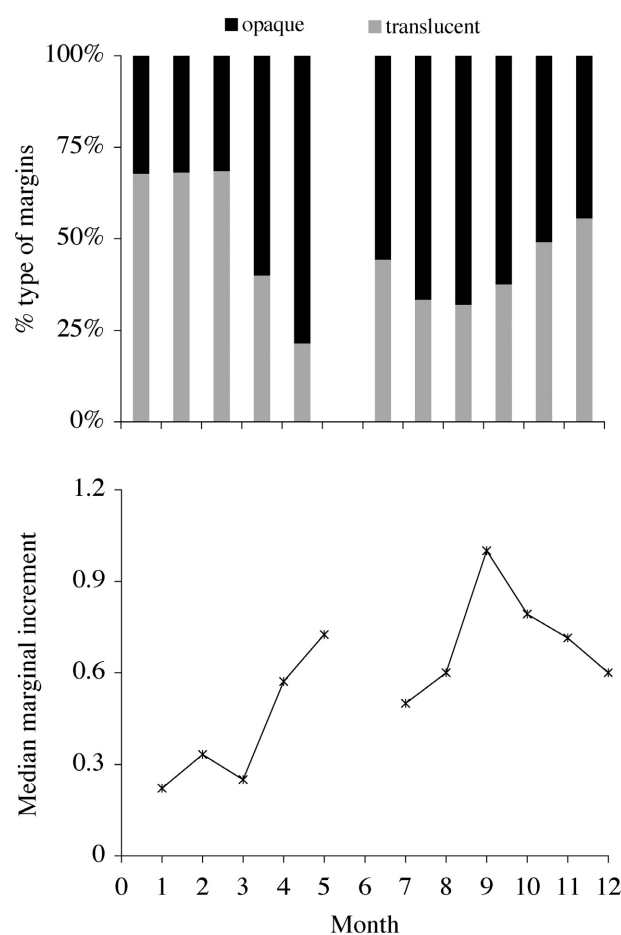 opaque translucent
100%
75%
50%
25%
0%
% type of margins
1.2
0.9
0.6
0.3
0
Median marginal increment
0 1 2 3 4 5 6 7 8 9 10 11 12
Month